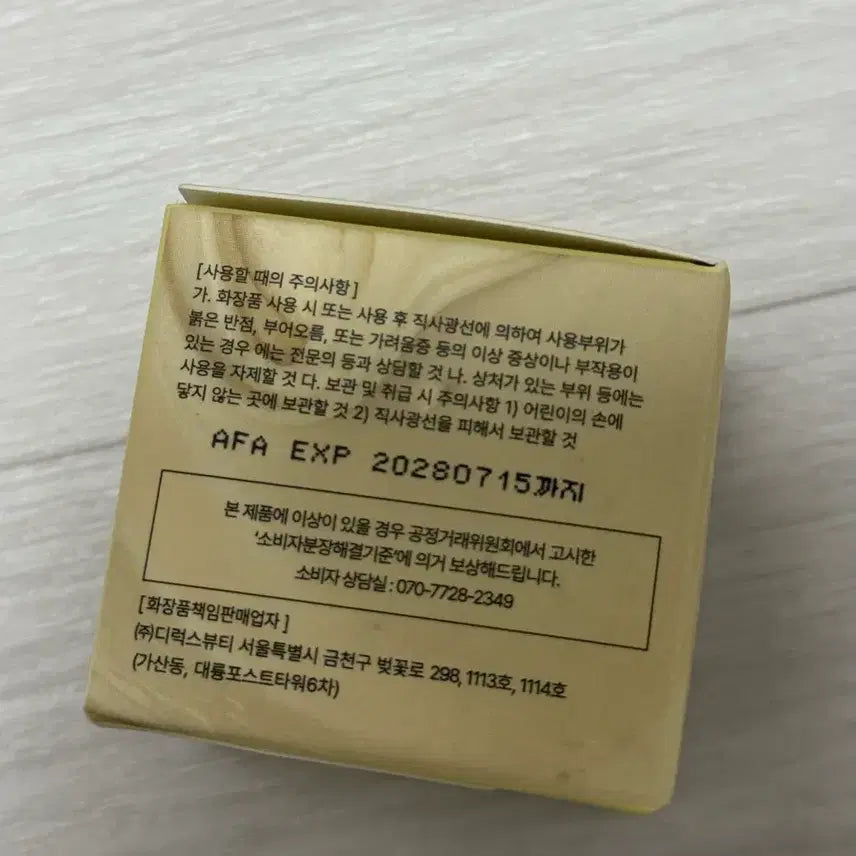 [사용할 때의 주의사항]
가. 화장품 사용 시 또는 사용 후 직사광선에 의하여 사용부위가
붉은 반점, 부어오름, 또는 가려움증 등의 이상 증상이나 부작용이
있는 경우 에는 전문의 등과 상담할 것 나. 상처가 있는 부위 등에는
사용을 자제할 것 다. 보관 및 취급 시 주의사항 1) 어린이의 손에
닿지 않는 곳에 보관할 것 2) 직사광선을 피해서 보관할 것
AFA EXP 20280715까지
본 제품에 이상이 있을 경우 공정거래위원회에서 고시한
'소비자분장해결기준'에 의거 보상해드립니다.
소비자 상담실 : 070-7728-2349
[화장품책임판매업자]
㈜디럭스뷰티 서울특별시 금천구 벚꽃로 298, 1113호, 1114호
(가산동, 대륭포스트타워6차)